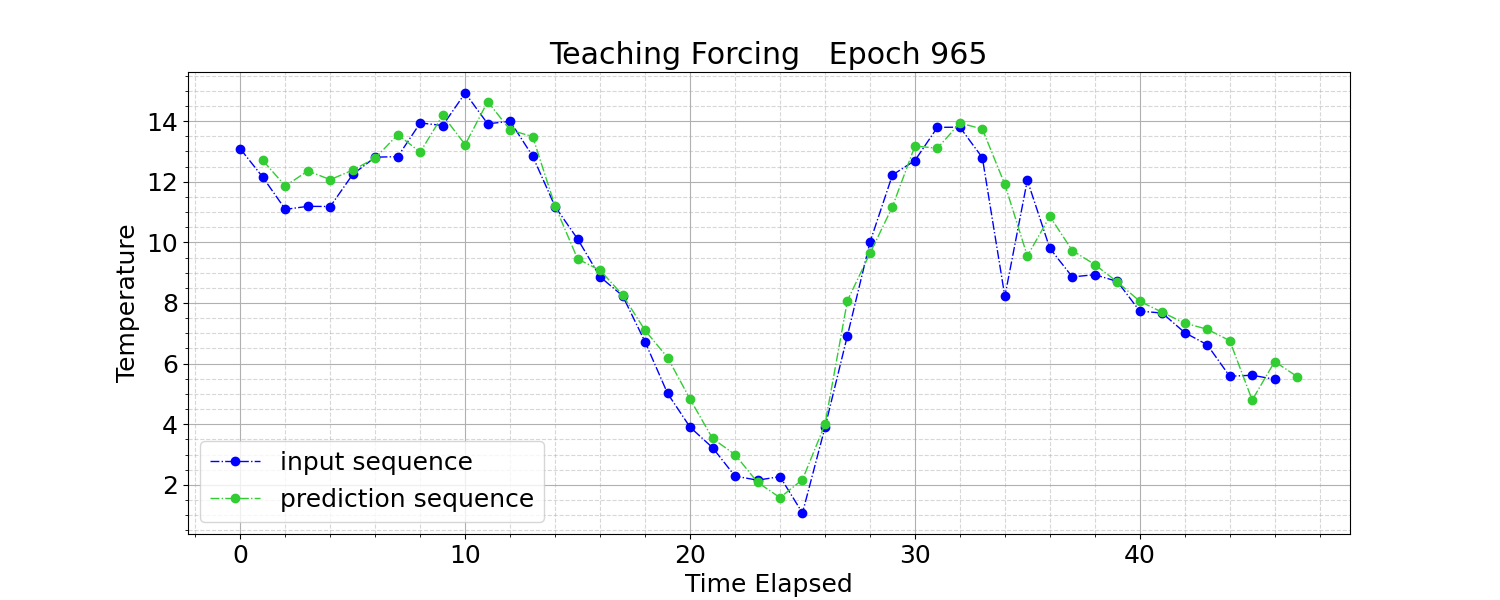 Teaching Forcing   Epoch 965
14
12
10
8
6
4
2
Temperature
input sequence
prediction sequence
0 10 20 30 40
Time Elapsed